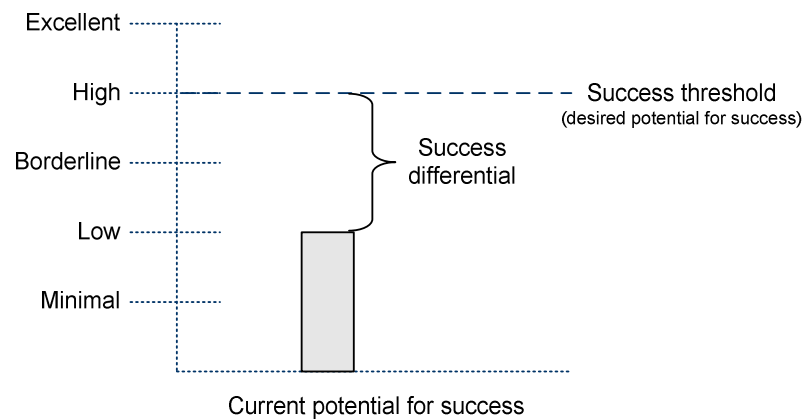 Excellent
High
Success threshold
(desired potential for success)
Borderline
Success
differential
Low
Minimal
Current potential for success